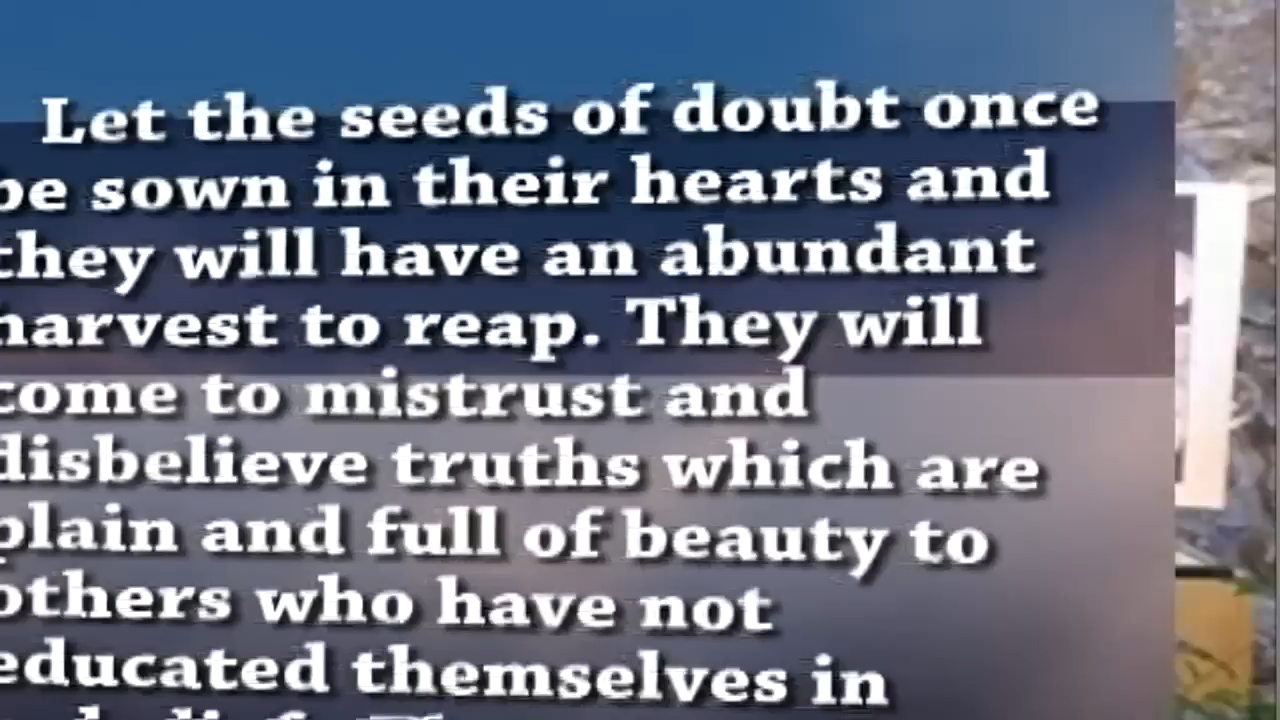 Let the seeds of doubt once
be sown in their hearts and
they will have an abundant
harvest to reap. They will
come to mistrust and
disbelieve truths which are
plain and full of beauty to
others who have not
educated themselves in